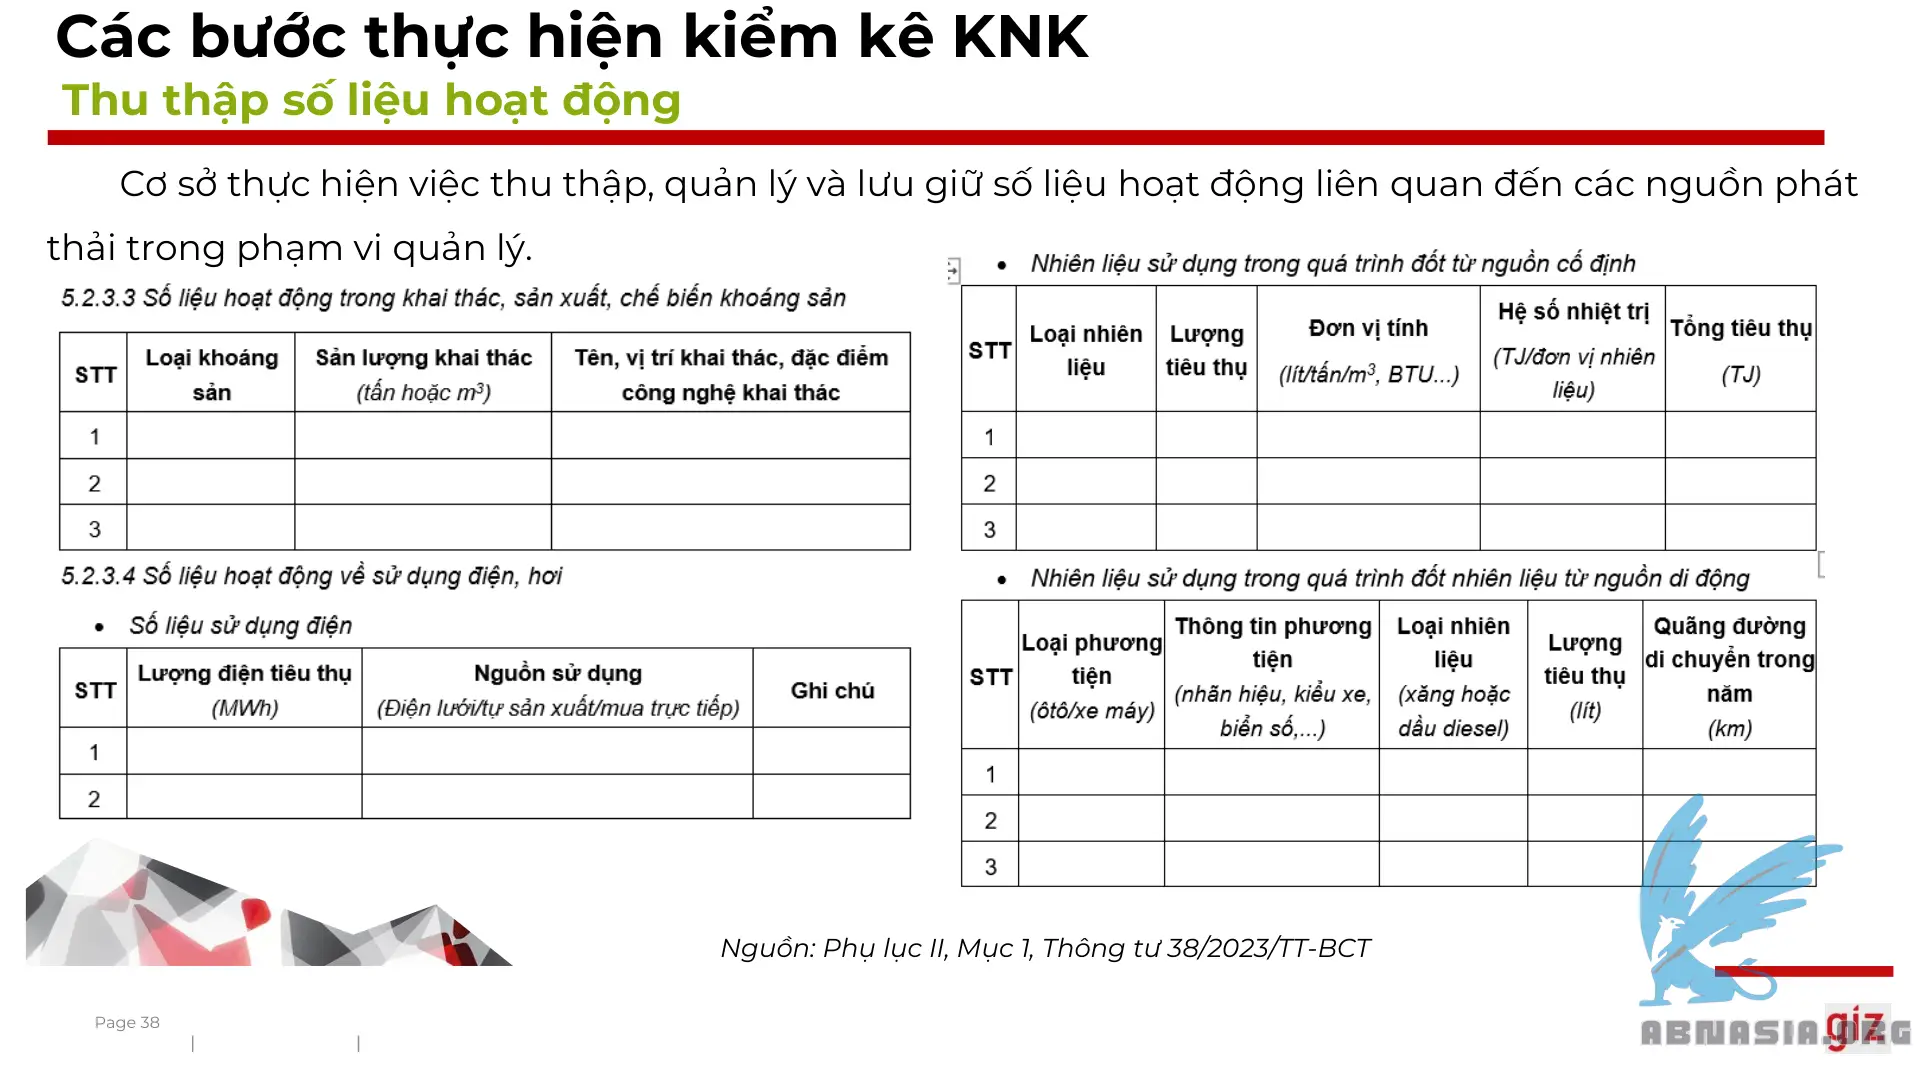 Các bước thực hiện kiểm kê KNK
Thu thập số liệu hoạt động
Cơ sở thực hiện việc thu thập, quản lý và lưu giữ số liệu hoạt động liên quan đến các nguồn phát
thải trong phạm vi quản lý.
5.2.3.3 Số liệu hoạt động trong khai thác, sản xuất, chế biến khoáng sản
STT
Loại khoáng
sản
Sản lượng khai thác
(tấn hoặc m³)
Tên, vị trí khai thác, đặc điểm
công nghệ khai thác
1
2
3
5.2.3.4 Số liệu hoạt động về sử dụng điện, hơi
• Số liệu sử dụng điện
STT
Lượng điện tiêu thụ
(MWh)
Nguồn sử dụng
(Điện lưới/tự sản xuất/mua trực tiếp)
Ghi chú
1
2
• Nhiên liệu sử dụng trong quá trình đốt từ nguồn cố định
STT
Loại nhiên
liệu
Lượng
tiêu thụ
Đơn vị tính
(lít/tấn/m³, BTU...)
Hệ số nhiệt trị
(TJ/đơn vị nhiên
liệu)
Tổng tiêu thụ
(TJ)
1
2
3
• Nhiên liệu sử dụng trong quá trình đốt nhiên liệu từ nguồn di động
STT
Loại phương
tiện
(ôtô/xe máy)
Thông tin phương
tiện
(nhãn hiệu, kiểu xe,
biển số,...)
Loại nhiên
liệu
(xăng hoặc
dầu diesel)
Lượng
tiêu thụ
(lít)
Quãng đường
di chuyển trong
năm
(km)
1
2
3
Nguồn: Phụ lục II, Mục 1, Thông tư 38/2023/TT-BCT
Page 38
giz
ABNASIA.ORG